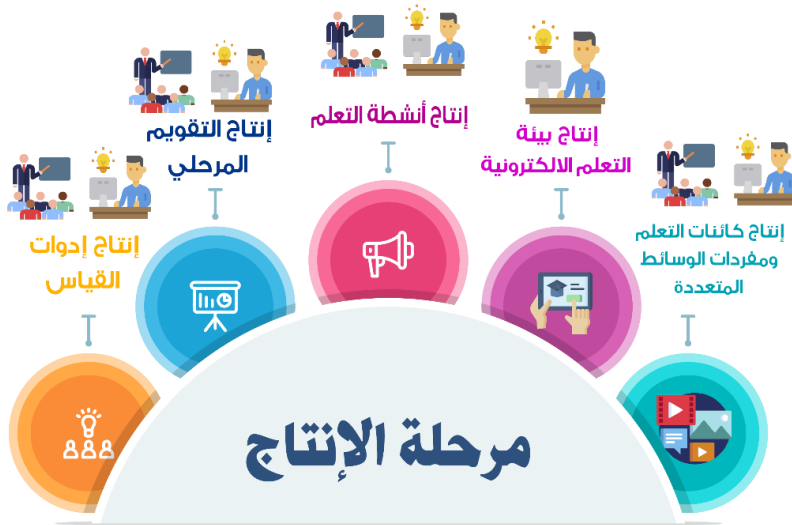 إنتاج كائنات التعلم
ومفردات الوسائط
المتعددة
إنتاج بيئة
التعلم الالكترونية
إنتاج أنشطة التعلم
إنتاج التقويم
المرحلي
إنتاج إدوات
القياس
مرحلة الإنتاج